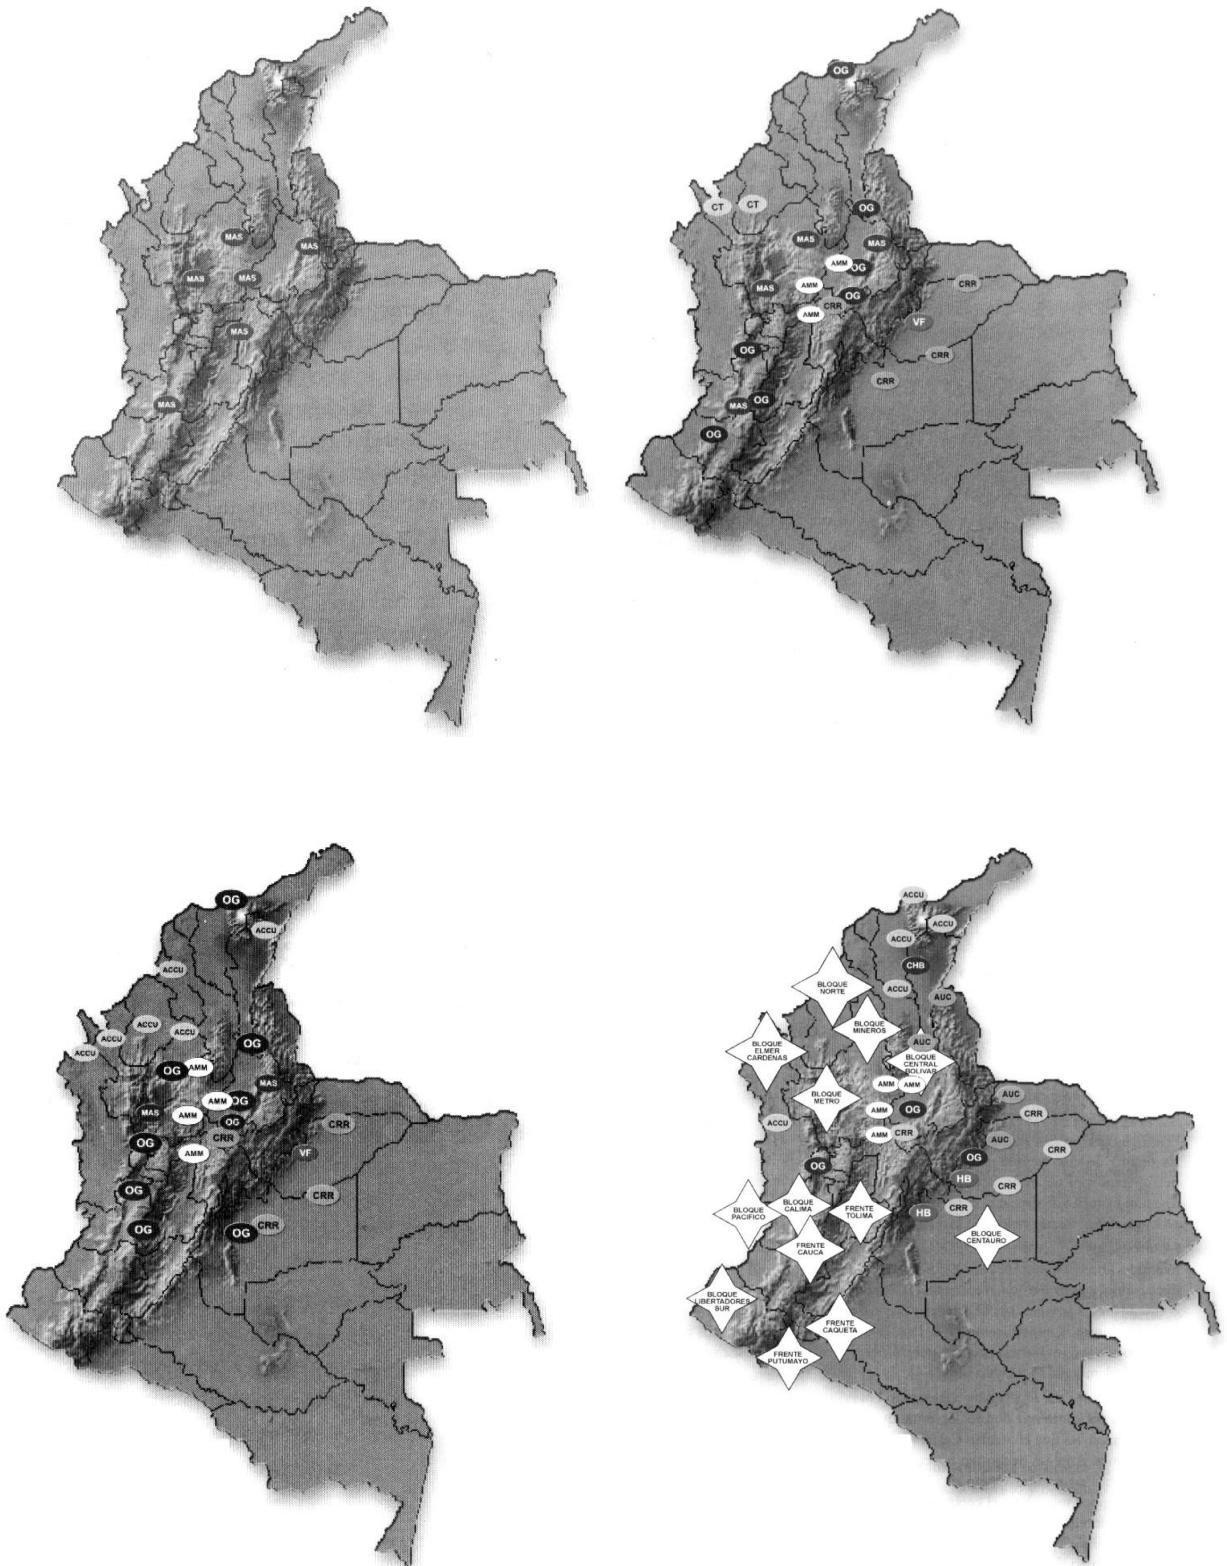 MAS
MAS
MAS
MAS
MAS
MAS
OG
CT
CT
OG
MAS
MAS
AMM
OG
MAS
AMM
OG
CRR
CRR
AMM
VF
OG
CRR
CRR
MAS
OG
OG
OG
ACCU
ACCU
ACCU
ACCU
ACCU
ACCU
OG
OG
AMM
MAS
AMM
OG
MAS
AMM
OG
CRR
CRR
OG
AMM
VF
OG
CRR
OG
OG
CRR
ACCU
ACCU
ACCU
CHB
BLOQUE
NORTE
ACCU
AUC
BLOQUE
MINEROS
BLOQUE
ELMER
CARDENAS
AUC
BLOQUE
CENTRAL
BOLIVAR
BLOQUE
METRO
AMM
AMM
AUC
AMM
OG
CRR
ACCU
AMM
CRR
AUC
CRR
OG
OG
HB
CRR
BLOQUE
PACIFICO
BLOQUE
CALIMA
FRENTE
TOLIMA
HB
CRR
FRENTE
CAUCA
BLOQUE
CENTAURO
BLOQUE
LIBERTADORES
SUR
FRENTE
CAQUETA
FRENTE
PUTUMAYO